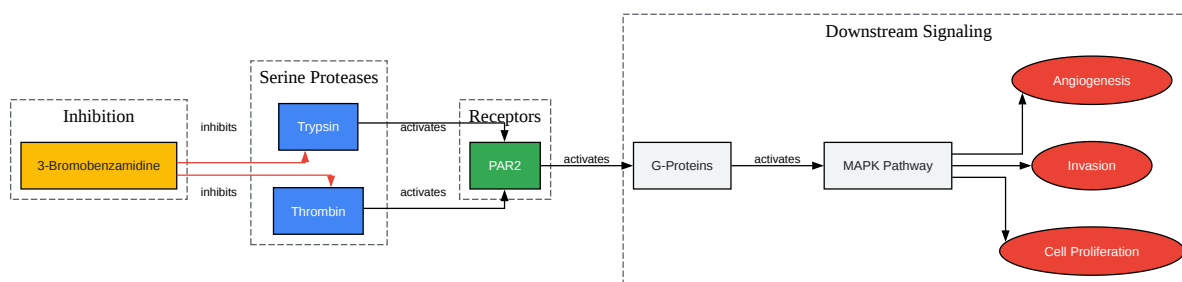 Downstream Signaling
Serine Proteases
Angiogenesis
Inhibition
Receptors
inhibits
Trypsin
activates
3-Bromobenzamidine
PAR2
activates
G-Proteins
activates
MAPK Pathway
Invasion
inhibits
Thrombin
activates
Cell Proliferation